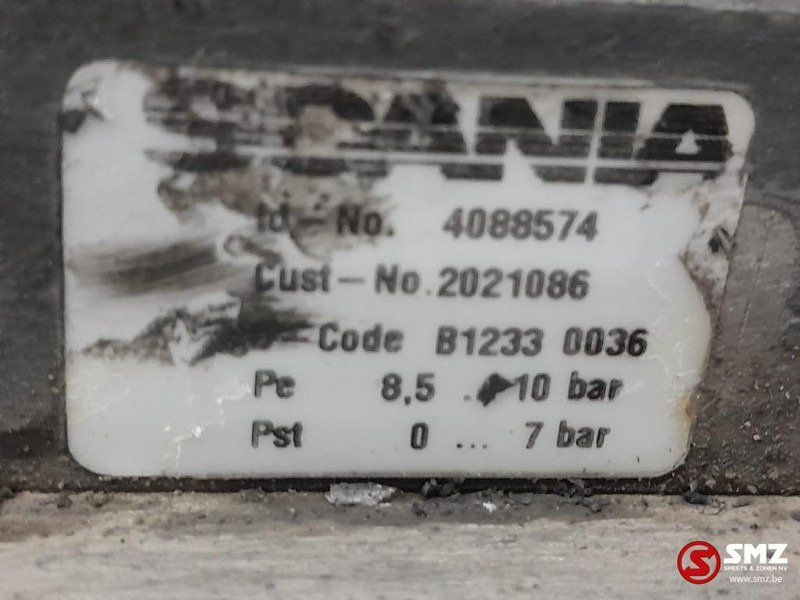 SCANIA
Id-No. 4088574
Cust-No. 2021086
-Code B1233 0036
Pe 8,5 ... 10 bar
Pst 0 ... 7 bar
SMZ
SMEETS & ZONEN NV
www.smz.be